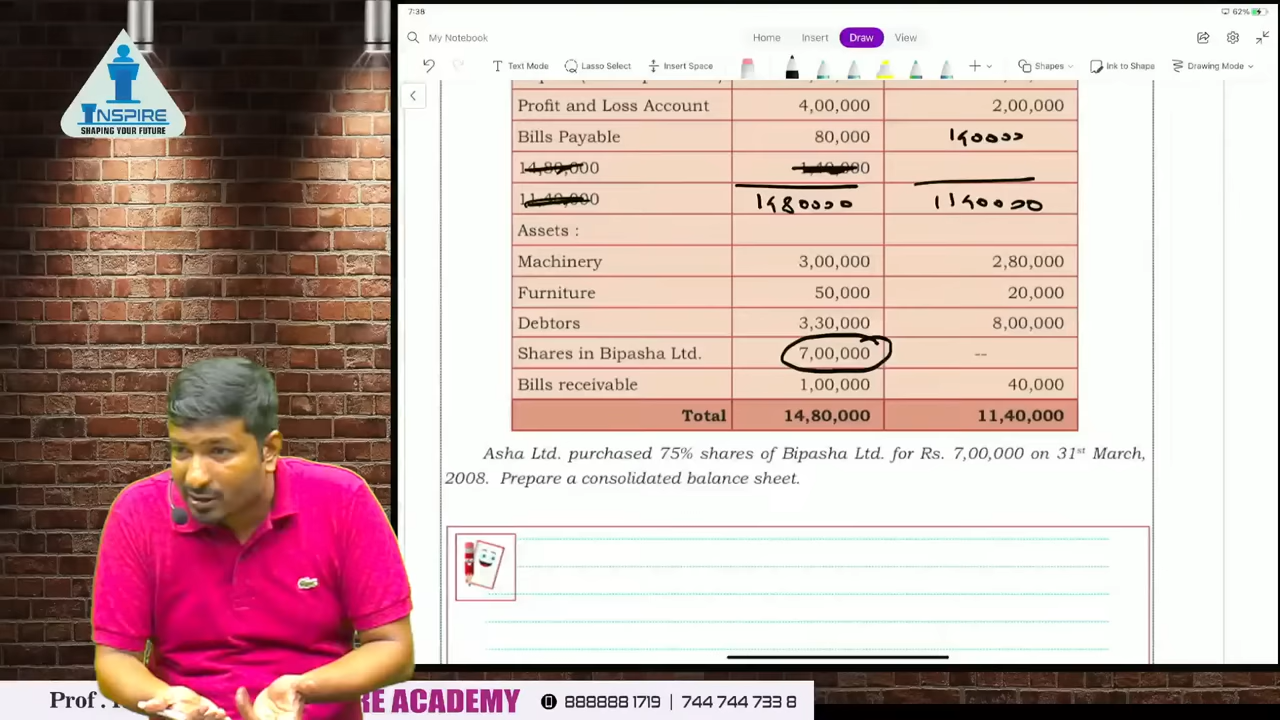 7:38
62%
My Notebook
Home Insert Draw View
Text Mode Lasso Select Insert Space Shapes Ink to Shape Drawing Mode
INSPIRE
SHAPING YOUR FUTURE
Profit and Loss Account 4,00,000 2,00,000
Bills Payable 80,000 140000
14,80,000 1,40,000
11,40,000 1480000 1140000
Assets :
Machinery 3,00,000 2,80,000
Furniture 50,000 20,000
Debtors 3,30,000 8,00,000
Shares in Bipasha Ltd. 7,00,000 --
Bills receivable 1,00,000 40,000
Total 14,80,000 11,40,000
Asha Ltd. purchased 75% shares of Bipasha Ltd. for Rs. 7,00,000 on 31st March,
2008. Prepare a consolidated balance sheet.
Prof . RE ACADEMY 888888 1719 | 744 744 733 8